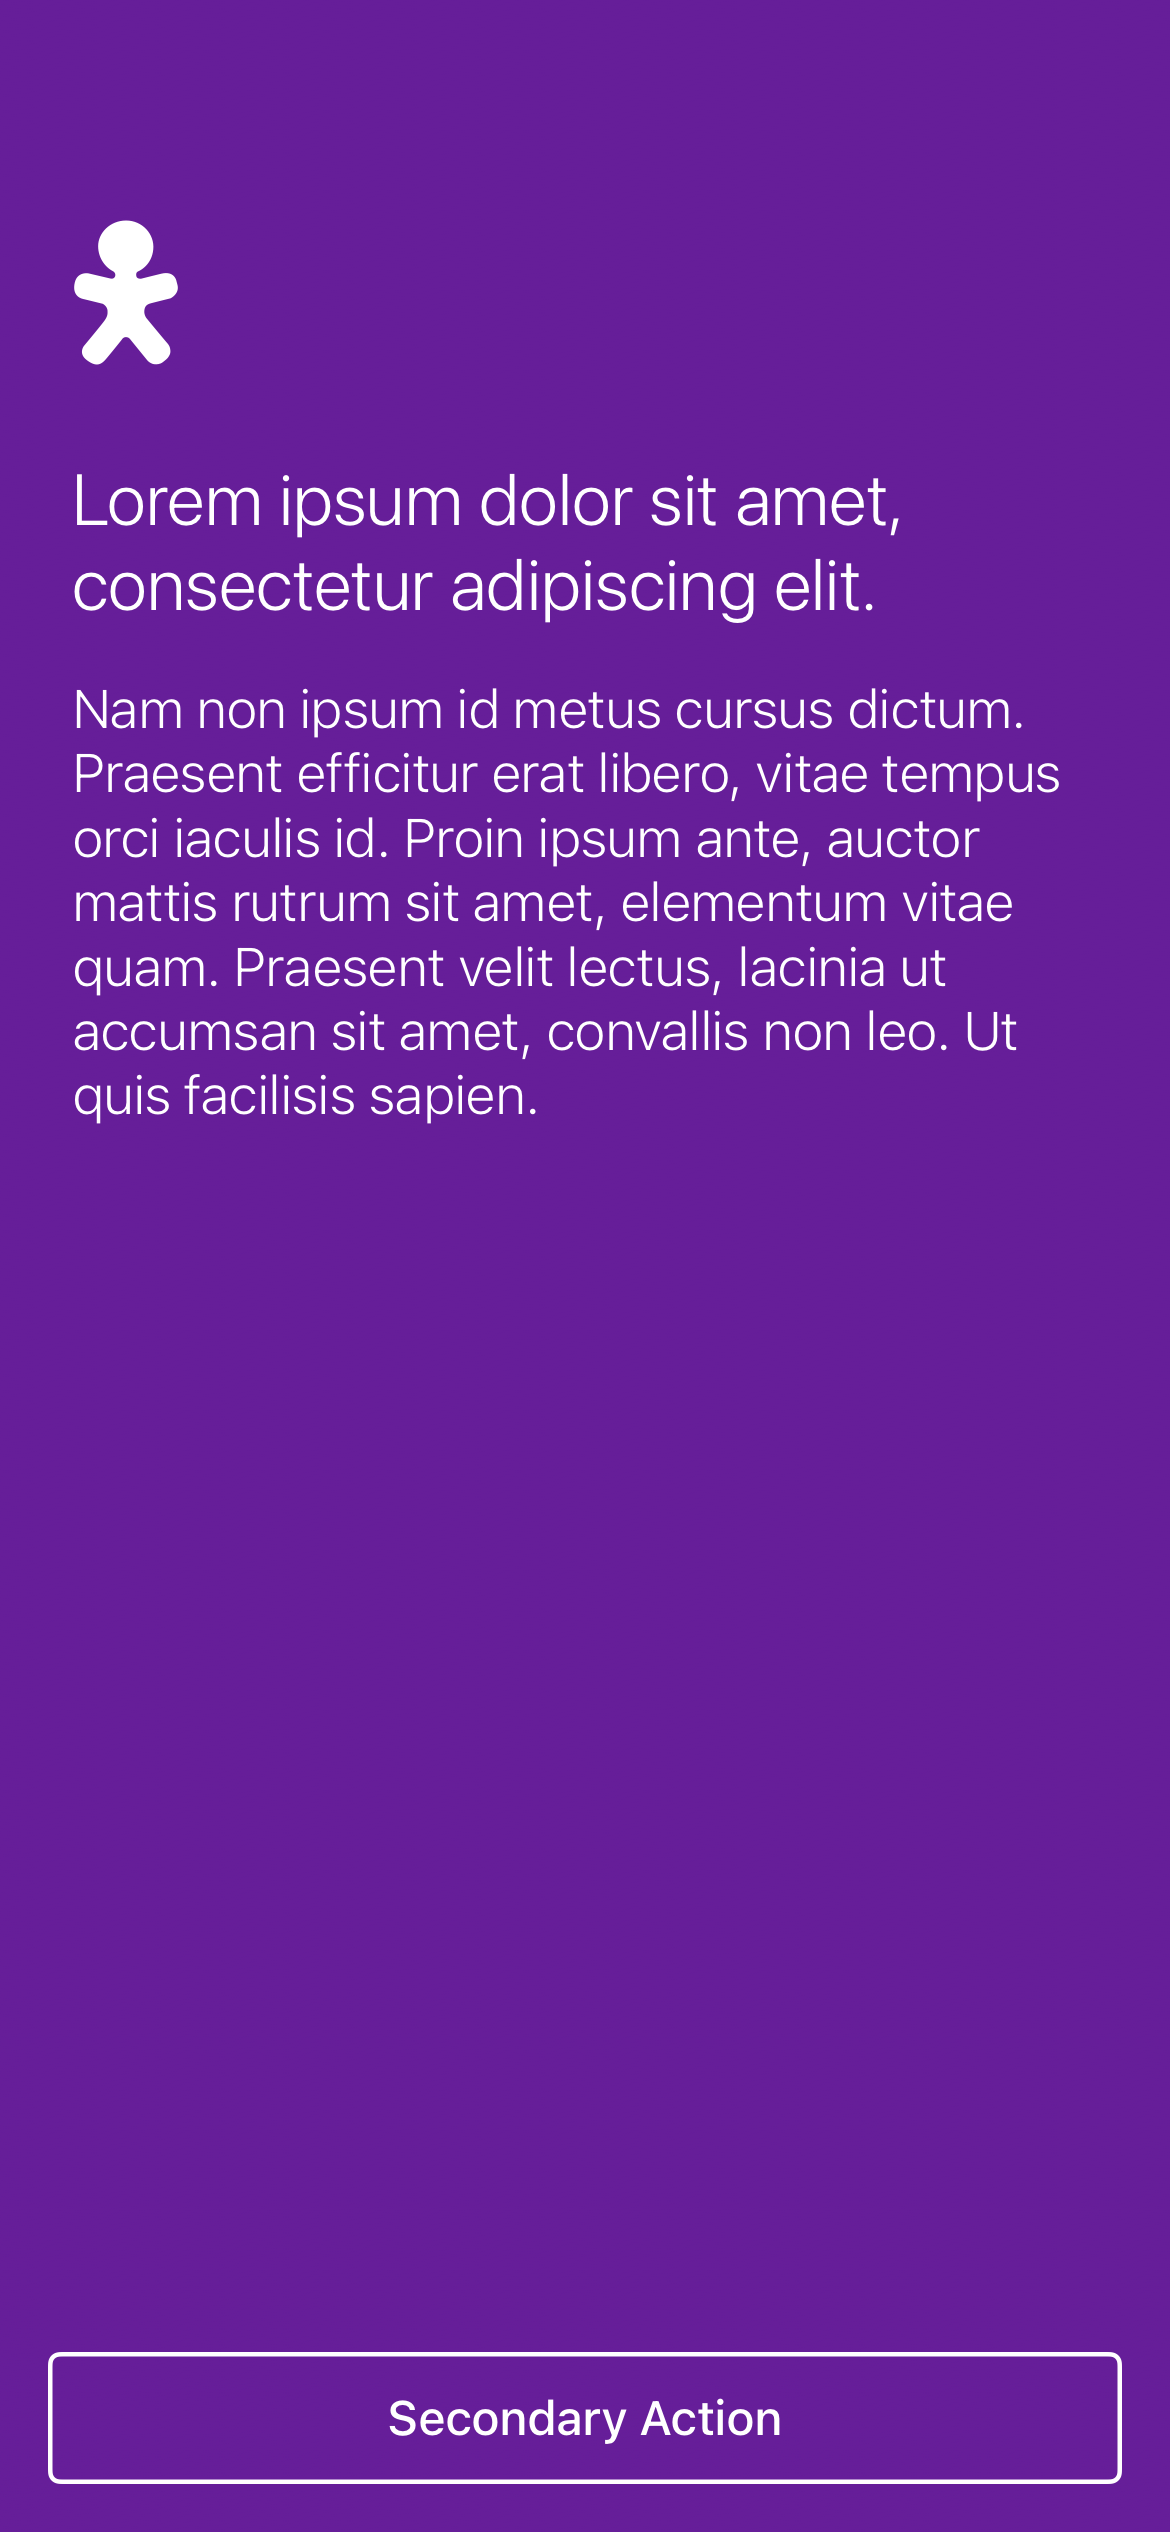 Lorem ipsum dolor sit amet,
consectetur adipiscing elit.
Nam non ipsum id metus cursus dictum.
Praesent efficitur erat libero, vitae tempus
orci iaculis id. Proin ipsum ante, auctor
mattis rutrum sit amet, elementum vitae
quam. Praesent velit lectus, lacinia ut
accumsan sit amet, convallis non leo. Ut
quis facilisis sapien.
Secondary Action